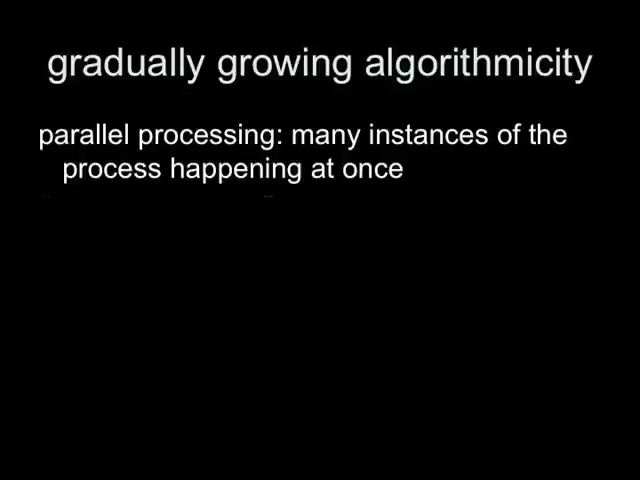 gradually growing algorithmicity
parallel processing: many instances of the
process happening at once